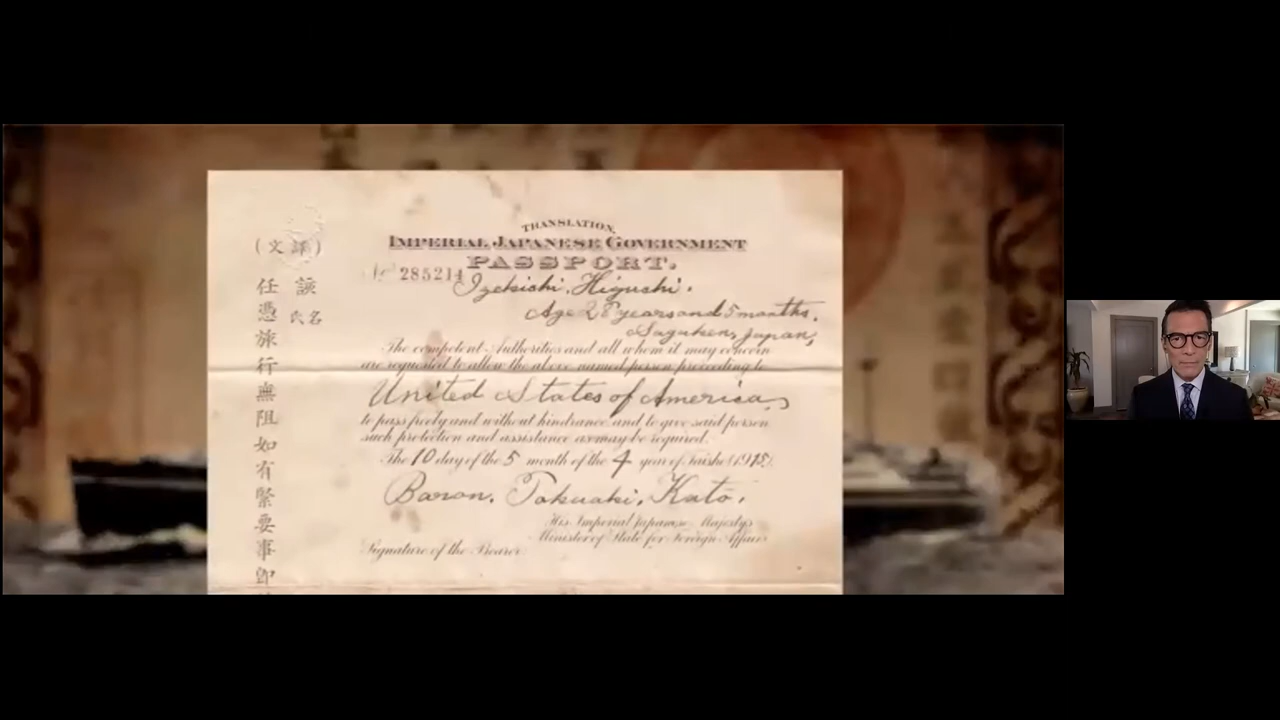 TRANSLATION.
IMPERIAL JAPANESE GOVERNMENT
PASSPORT.
No 285214
Izekichi. Higuchi.
Age 28 years and 5 months.
Sagaken, Japan,
The competent Authorities and all whom it may concern
are requested to allow the above named person proceeding to
United States of America,
to pass freely and without hindrance and to give said person
such protection and assistance as may be required.
The 10 day of the 5 month of the 4 year of Taisho (1915).
Baron. Takaaki. Kato.
His Imperial Japanese Majesty's
Minister of State for Foreign Affairs
Signature of the Bearer
(譯文)
該
氏名
任憑旅行無阻如有緊要事卽